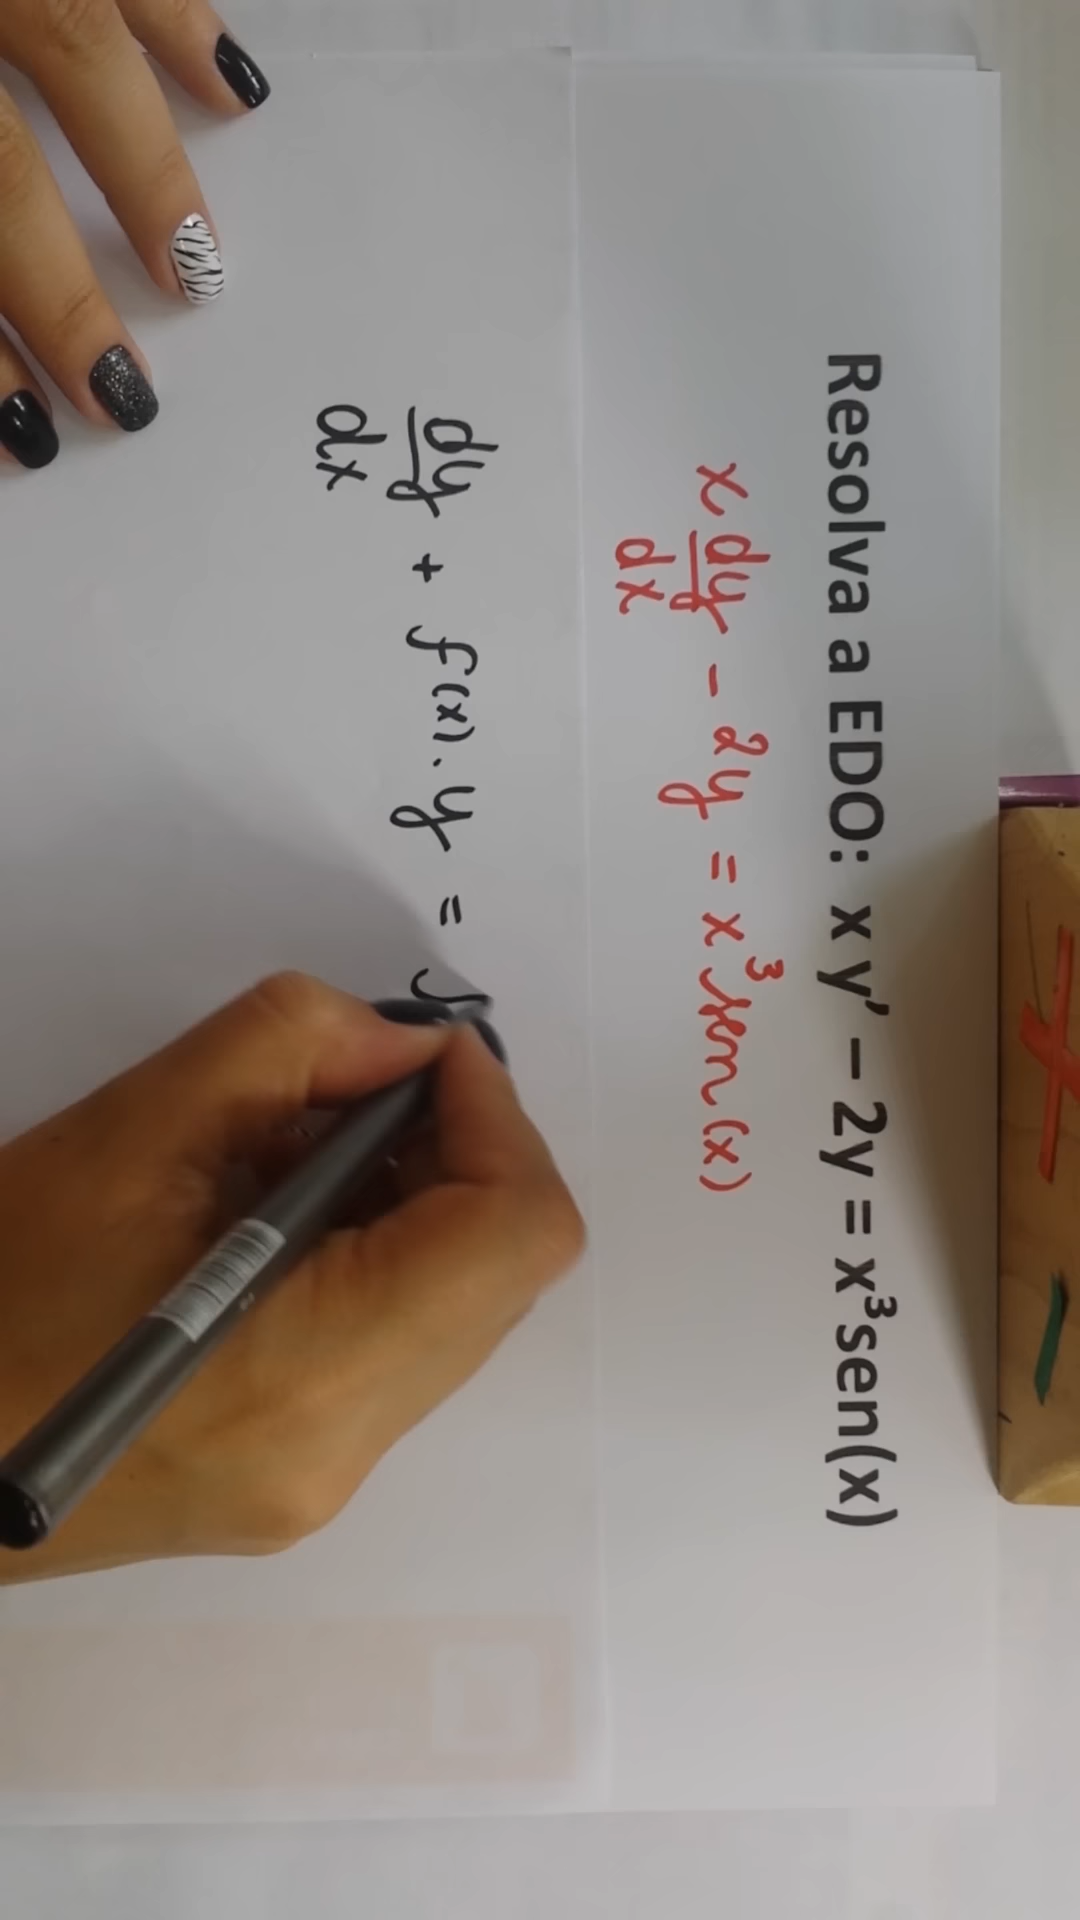 Resolva a EDO: x y' – 2y = x³sen(x)
x dy/dx - 2y = x³ sen(x)
dy/dx + f(x) . y =